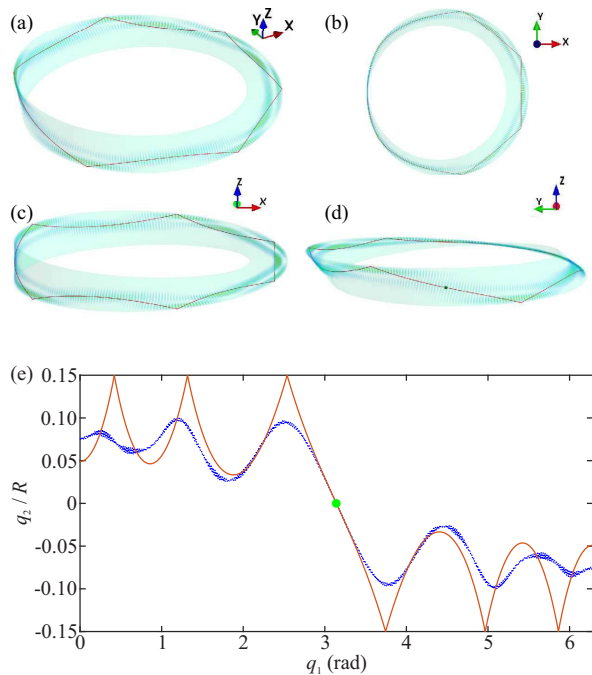 (a)
Y Z X
(b)
Y
X
(c)
Z
X
(d)
Z
Y
(e)
0.15
0.10
0.05
0
-0.05
-0.10
-0.15
q₂ / R
0 1 2 3 4 5 6
q₁ (rad)